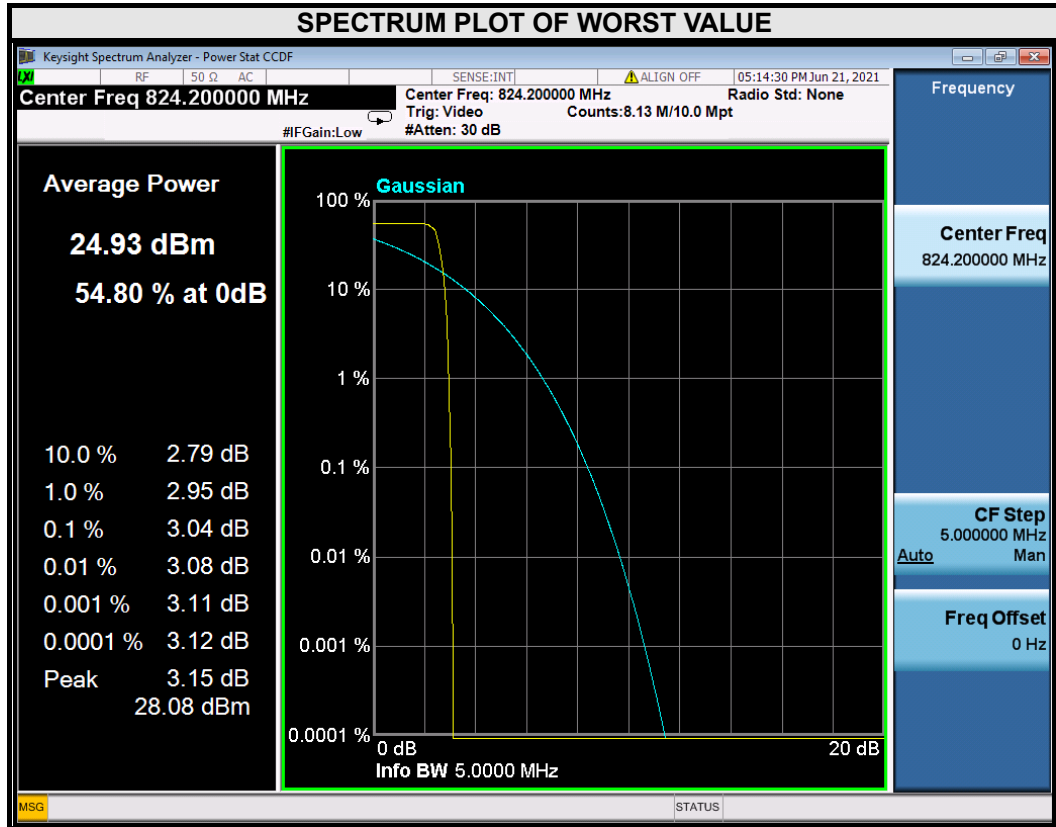 SPECTRUM PLOT OF WORST VALUE
Keysight Spectrum Analyzer - Power Stat CCDF
LXI RF 50 Ω AC SENSE:INT ALIGN OFF 05:14:30 PM Jun 21, 2021
Center Freq 824.200000 MHz
Center Freq: 824.200000 MHz Radio Std: None
Trig: Video Counts:8.13 M/10.0 Mpt
#IFGain:Low #Atten: 30 dB
Average Power
24.93 dBm
54.80 % at 0dB
10.0 % 2.79 dB
1.0 % 2.95 dB
0.1 % 3.04 dB
0.01 % 3.08 dB
0.001 % 3.11 dB
0.0001 % 3.12 dB
Peak 3.15 dB
28.08 dBm
Gaussian
100 %
10 %
1 %
0.1 %
0.01 %
0.001 %
0.0001 %
0 dB 20 dB
Info BW 5.0000 MHz
Frequency
Center Freq
824.200000 MHz
CF Step
5.000000 MHz
Auto Man
Freq Offset
0 Hz
MSG STATUS